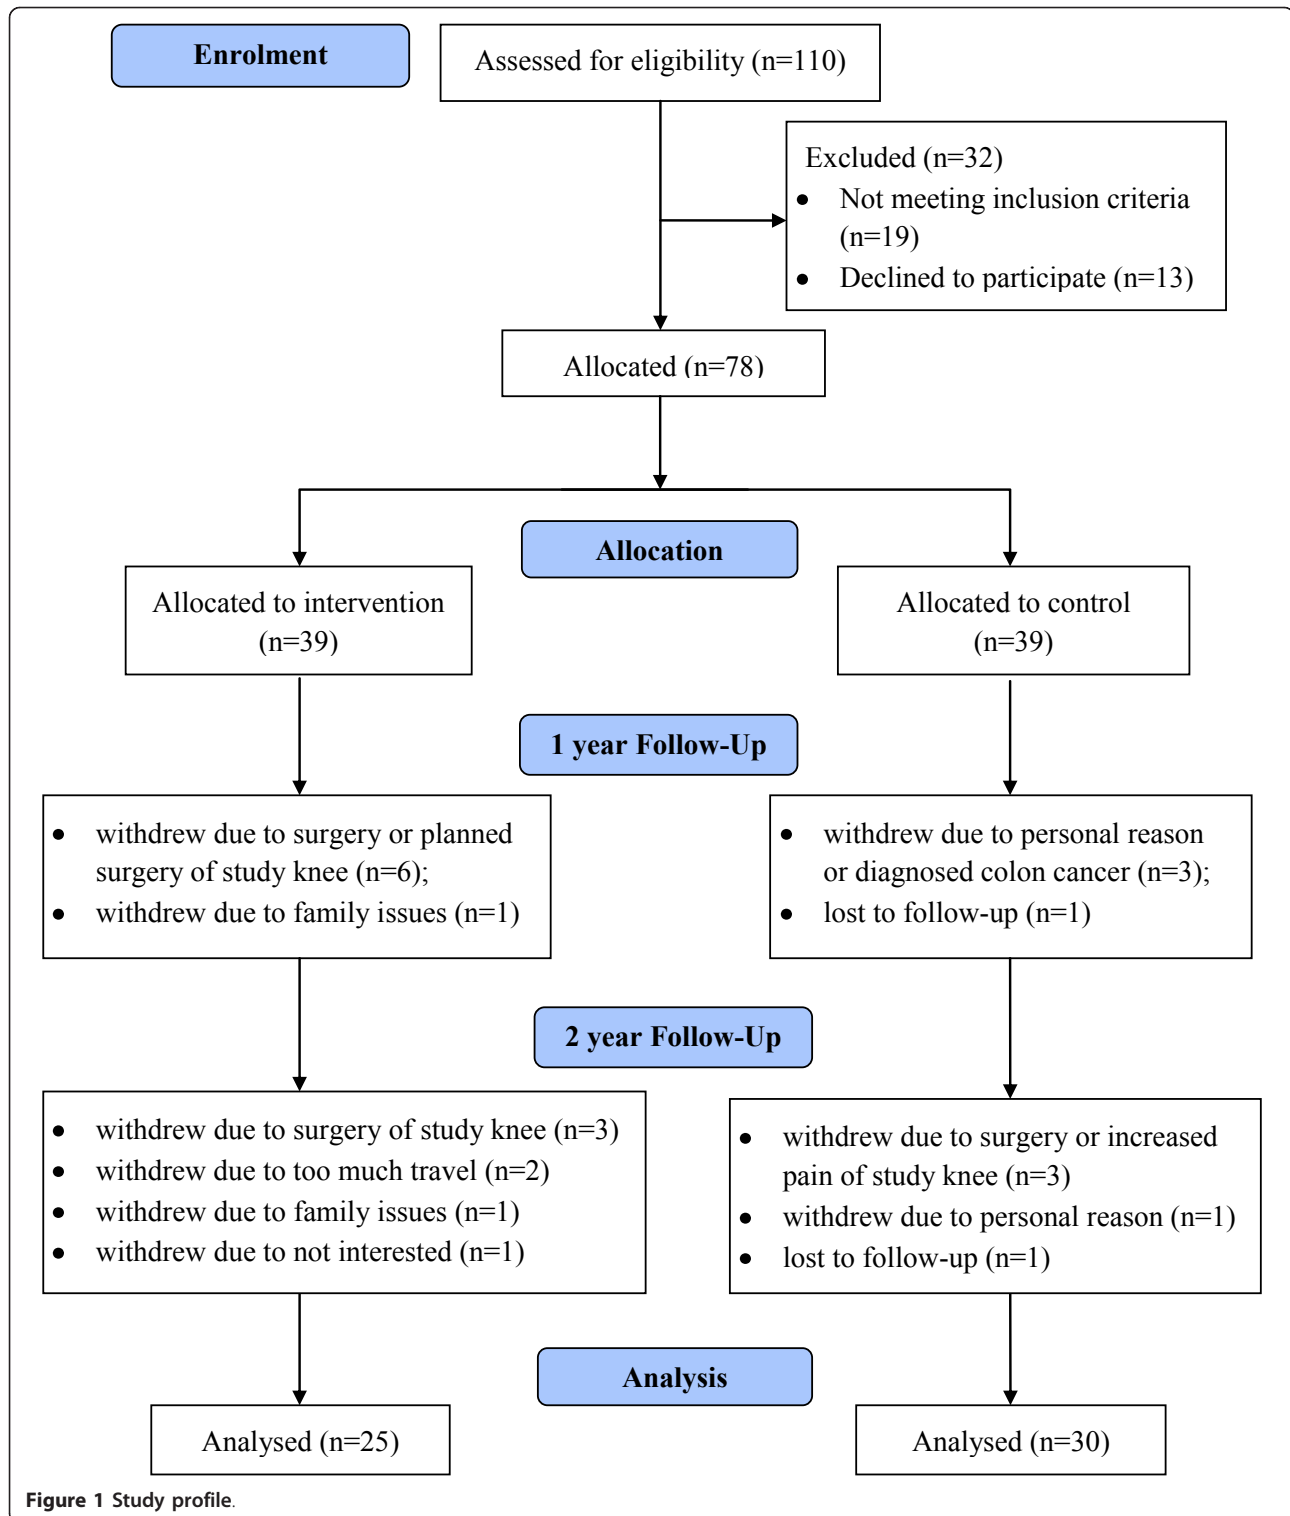 Enrolment
Assessed for eligibility (n=110)
Excluded (n=32)
• Not meeting inclusion criteria
(n=19)
• Declined to participate (n=13)
Allocated (n=78)
Allocation
Allocated to intervention
(n=39)
Allocated to control
(n=39)
1 year Follow-Up
• withdrew due to surgery or planned
surgery of study knee (n=6);
• withdrew due to family issues (n=1)
• withdrew due to personal reason
or diagnosed colon cancer (n=3);
• lost to follow-up (n=1)
2 year Follow-Up
• withdrew due to surgery of study knee (n=3)
• withdrew due to too much travel (n=2)
• withdrew due to family issues (n=1)
• withdrew due to not interested (n=1)
• withdrew due to surgery or increased
pain of study knee (n=3)
• withdrew due to personal reason (n=1)
• lost to follow-up (n=1)
Analysis
Analysed (n=25)
Analysed (n=30)
Figure 1 Study profile.